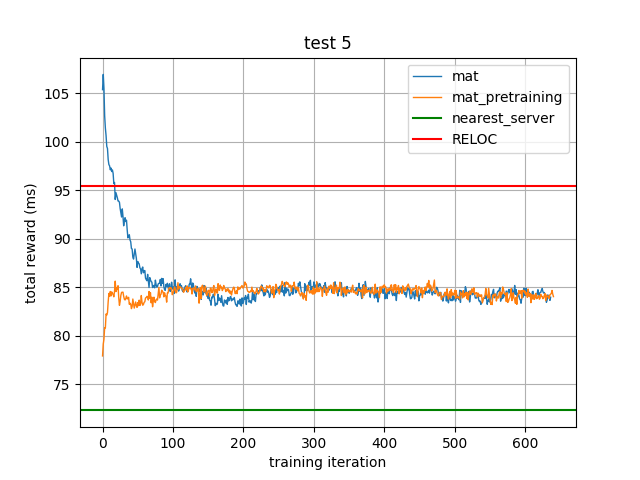 test 5
mat
mat_pretraining
nearest_server
RELOC
total reward (ms)
105
100
95
90
85
80
75
0 100 200 300 400 500 600
training iteration